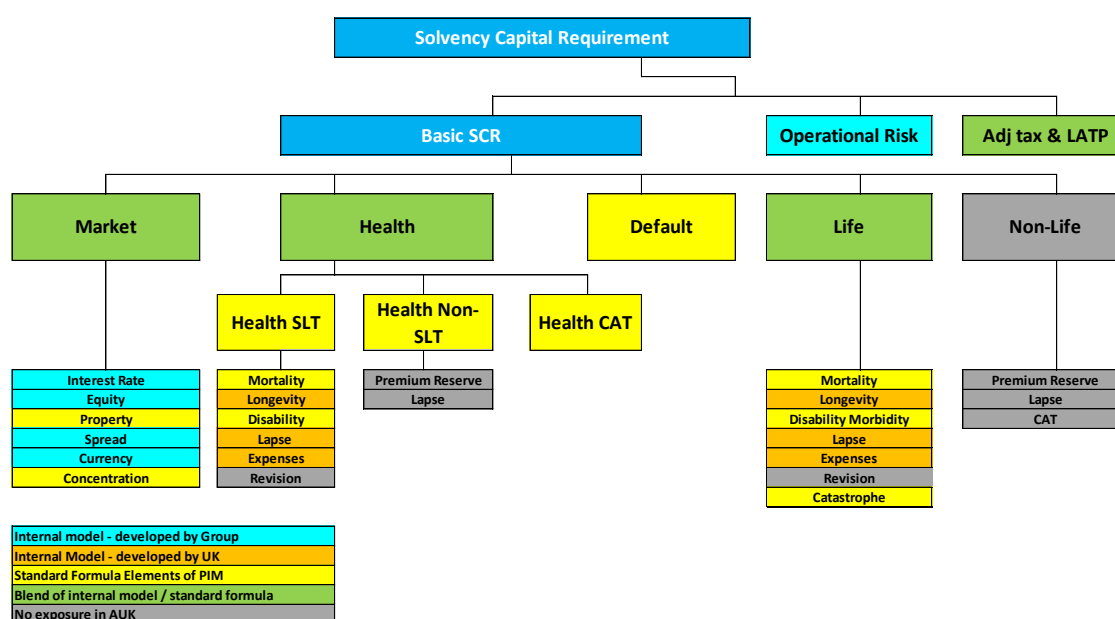 Solvency Capital Requirement
Basic SCR
Operational Risk
Adj tax & LATP
Market
Health
Default
Life
Non-Life
Health SLT
Health Non-
SLT
Health CAT
Interest Rate
Equity
Property
Spread
Currency
Concentration
Mortality
Longevity
Disability
Lapse
Expenses
Revision
Premium Reserve
Lapse
Mortality
Longevity
Disability Morbidity
Lapse
Expenses
Revision
Catastrophe
Premium Reserve
Lapse
CAT
Internal model - developed by Group
Internal Model - developed by UK
Standard Formula Elements of PIM
Blend of internal model / standard formula
No exposure in AUK